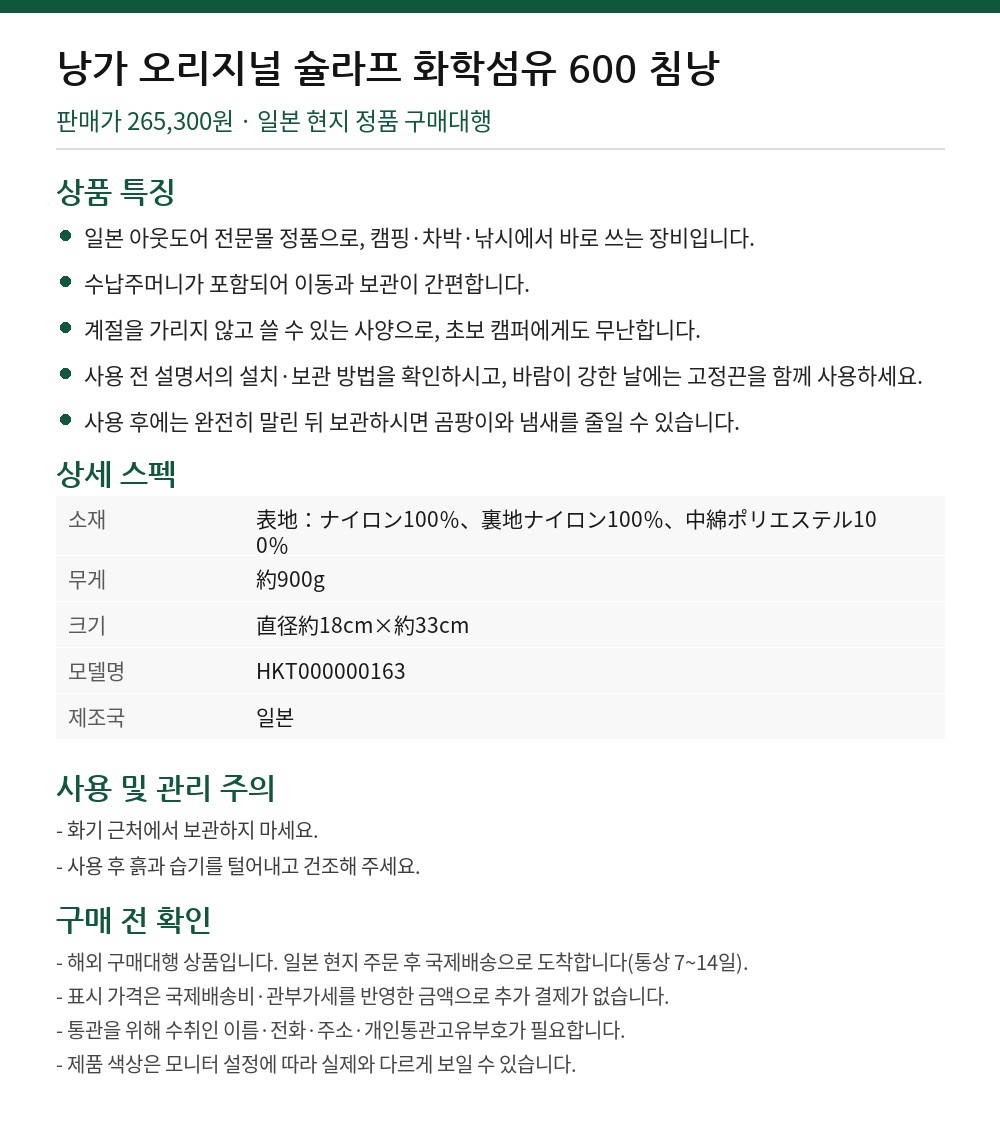 낭가 오리지널 슐라프 화학섬유 600 침낭
판매가 265,300원 · 일본 현지 정품 구매대행
상품 특징
● 일본 아웃도어 전문몰 정품으로, 캠핑·차박·낚시에서 바로 쓰는 장비입니다.
● 수납주머니가 포함되어 이동과 보관이 간편합니다.
● 계절을 가리지 않고 쓸 수 있는 사양으로, 초보 캠퍼에게도 무난합니다.
● 사용 전 설명서의 설치·보관 방법을 확인하시고, 바람이 강한 날에는 고정끈을 함께 사용하세요.
● 사용 후에는 완전히 말린 뒤 보관하시면 곰팡이와 냄새를 줄일 수 있습니다.
상세 스펙
소재 表地：ナイロン100％、裏地ナイロン100％、中綿ポリエステル10
0％
무게 約900g
크기 直径約18cm×約33cm
모델명 HKT000000163
제조국 일본
사용 및 관리 주의
- 화기 근처에서 보관하지 마세요.
- 사용 후 흙과 습기를 털어내고 건조해 주세요.
구매 전 확인
- 해외 구매대행 상품입니다. 일본 현지 주문 후 국제배송으로 도착합니다(통상 7~14일).
- 표시 가격은 국제배송비·관부가세를 반영한 금액으로 추가 결제가 없습니다.
- 통관을 위해 수취인 이름·전화·주소·개인통관고유부호가 필요합니다.
- 제품 색상은 모니터 설정에 따라 실제와 다르게 보일 수 있습니다.